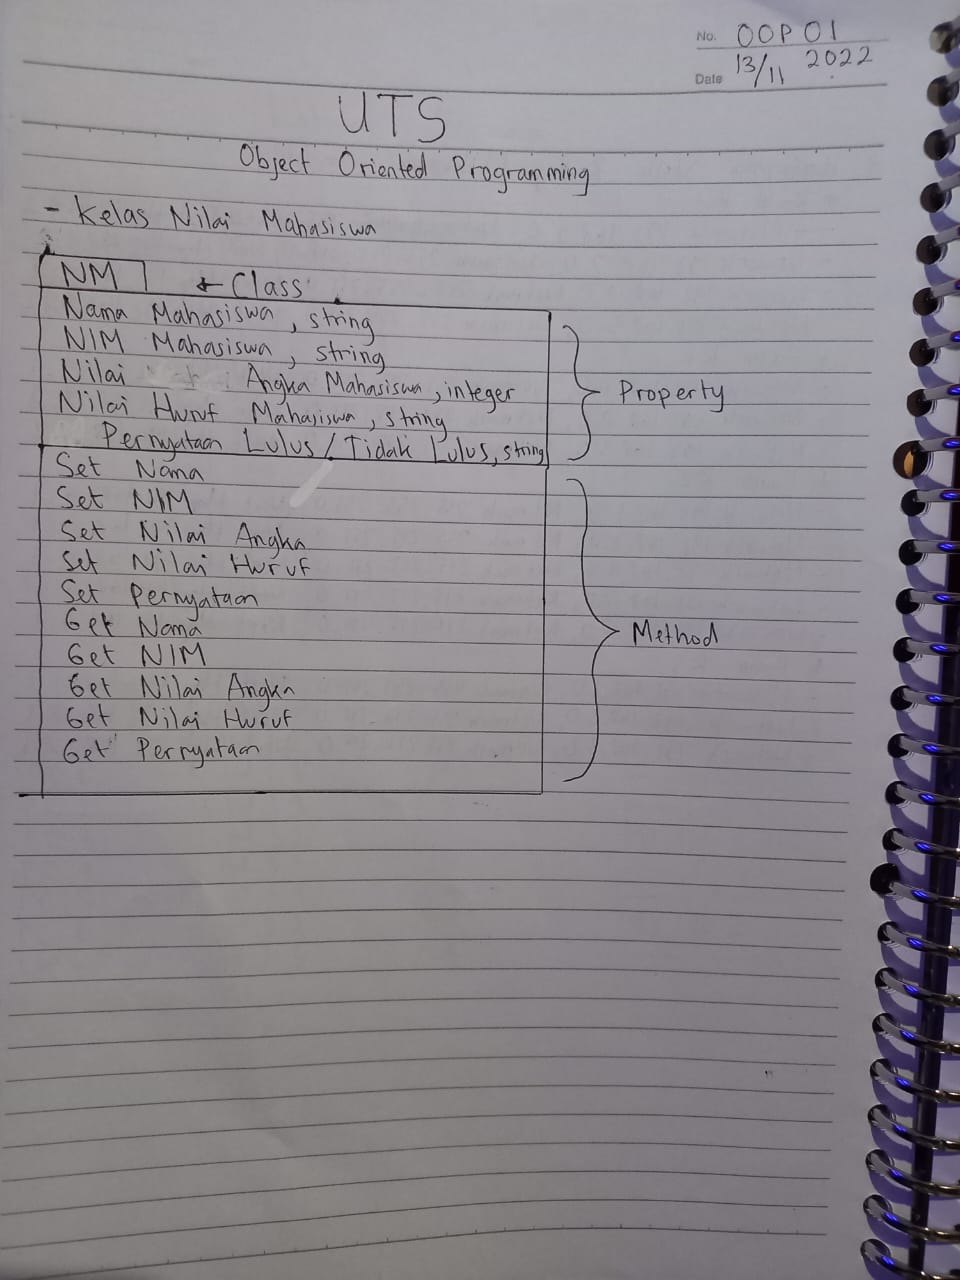 No. OOP 01
Date 13/11 2022
UTS
Object Oriented Programming
- Kelas Nilai Mahasiswa
NM ← Class
Nama Mahasiswa, string
NIM Mahasiswa, string
Nilai Angka Mahasiswa, integer
Nilai Huruf Mahasiswa, string
Pernyataan Lulus / Tidak Lulus, string
Property
Set Nama
Set NIM
Set Nilai Angka
Set Nilai Huruf
Set Pernyataan
Get Nama
Get NIM
Get Nilai Angka
Get Nilai Huruf
Get Pernyataan
Method